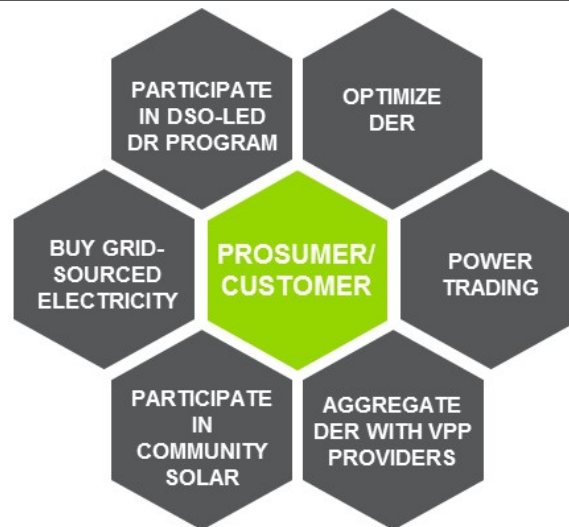 PARTICIPATE
IN DSO-LED
DR PROGRAM
OPTIMIZE
DER
BUY GRID-
SOURCED
ELECTRICITY
PROSUMER/
CUSTOMER
POWER
TRADING
PARTICIPATE
IN
COMMUNITY
SOLAR
AGGREGATE
DER WITH VPP
PROVIDERS